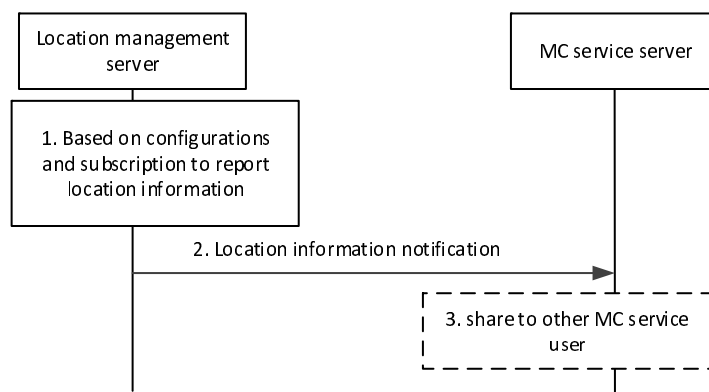 Location management
server
MC service server
1. Based on configurations
and subscription to report
location information
2. Location information notification
3. share to other MC service
user